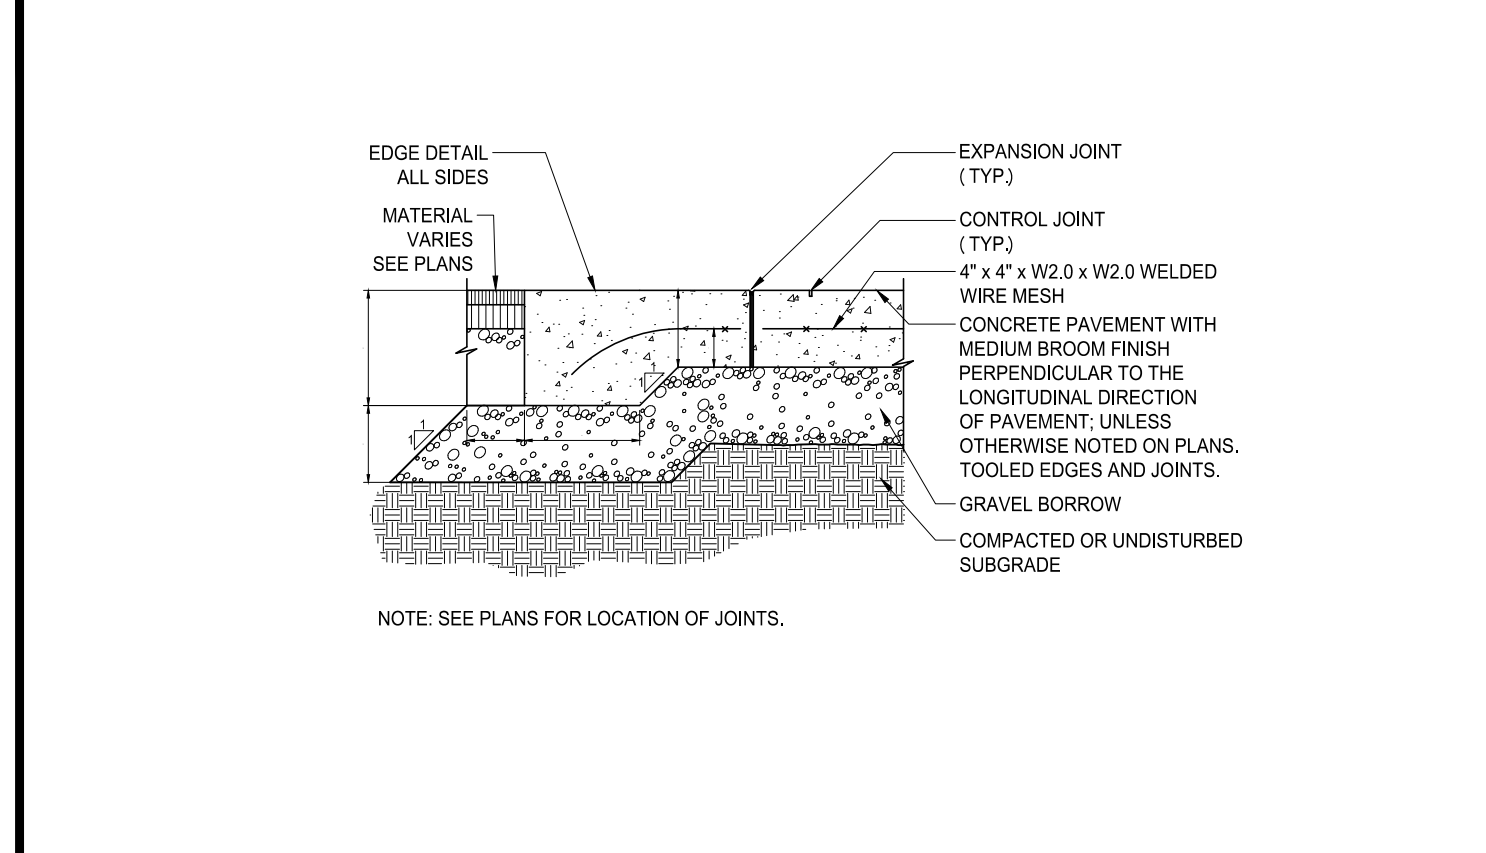 EDGE DETAIL
ALL SIDES
MATERIAL
VARIES
SEE PLANS
EXPANSION JOINT
( TYP.)
CONTROL JOINT
( TYP.)
4" x 4" x W2.0 x W2.0 WELDED
WIRE MESH
CONCRETE PAVEMENT WITH
MEDIUM BROOM FINISH
PERPENDICULAR TO THE
LONGITUDINAL DIRECTION
OF PAVEMENT; UNLESS
OTHERWISE NOTED ON PLANS.
TOOLED EDGES AND JOINTS.
GRAVEL BORROW
COMPACTED OR UNDISTURBED
SUBGRADE
1
1
1
1
NOTE: SEE PLANS FOR LOCATION OF JOINTS.